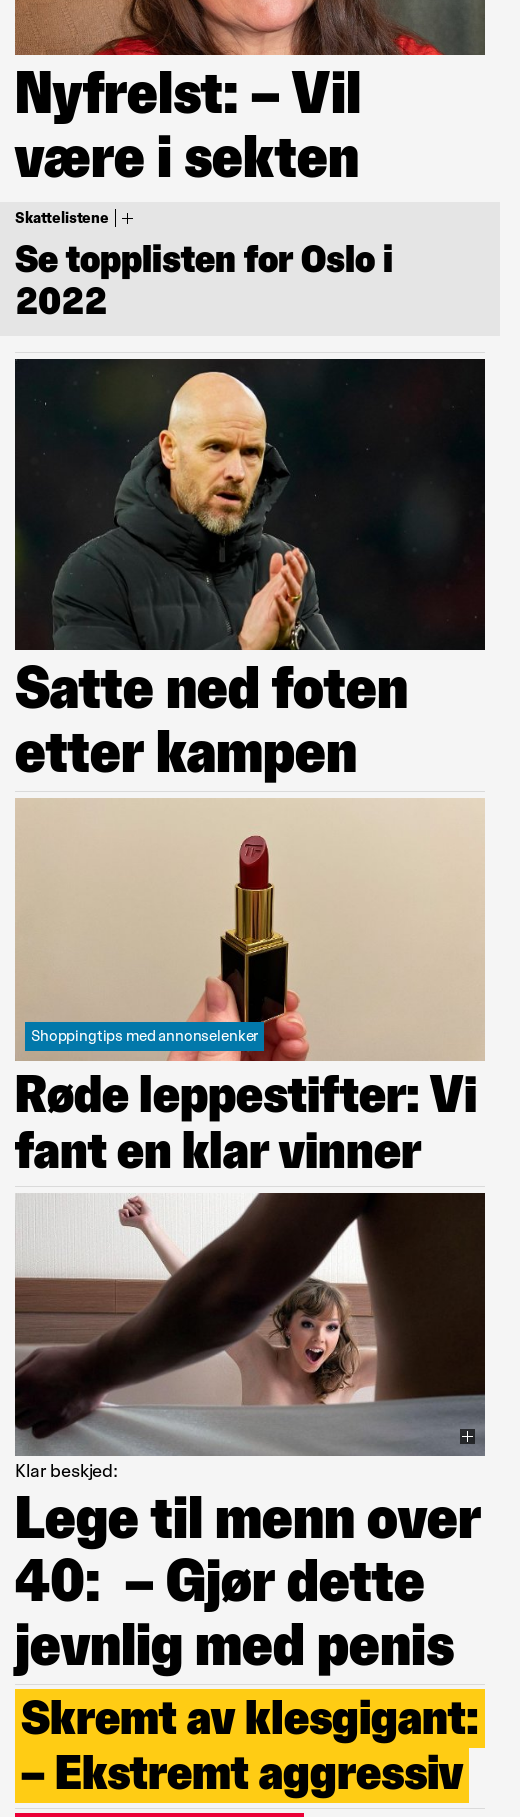 Nyfrelst: – Vil
være i sekten
Skattelistene | +
Se topplisten for Oslo i
2022
Satte ned foten
etter kampen
TF
Shoppingtips med annonselenker
Røde leppestifter: Vi
fant en klar vinner
Klar beskjed:
Lege til menn over
40:  – Gjør dette
jevnlig med penis
Skremt av klesgigant:
– Ekstremt aggressiv